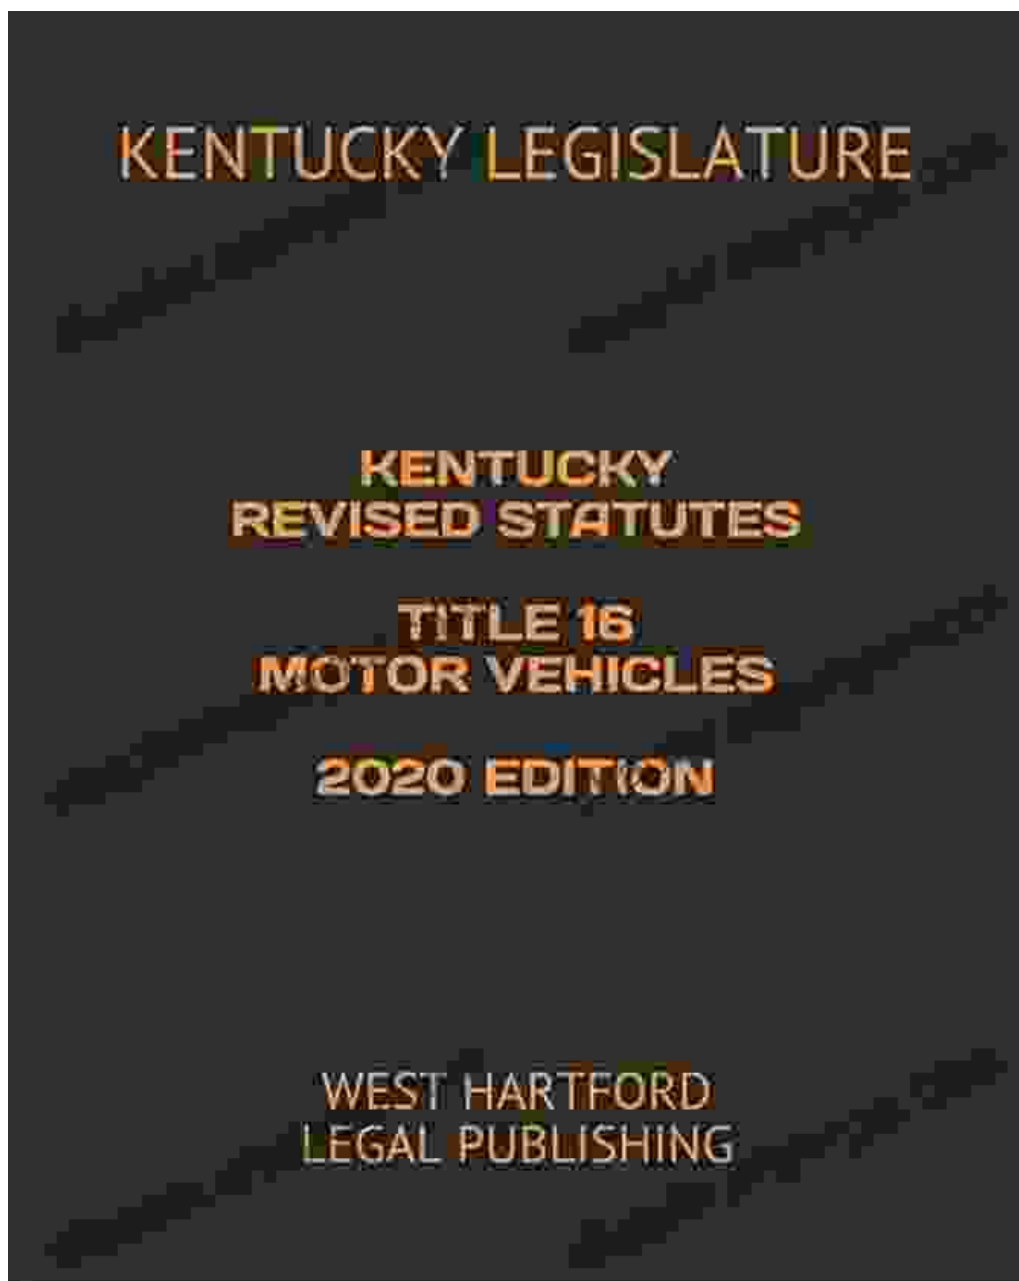 KENTUCKY LEGISLATURE
KENTUCKY
REVISED STATUTES
TITLE 16
MOTOR VEHICLES
2020 EDITION
WEST HARTFORD
LEGAL PUBLISHING